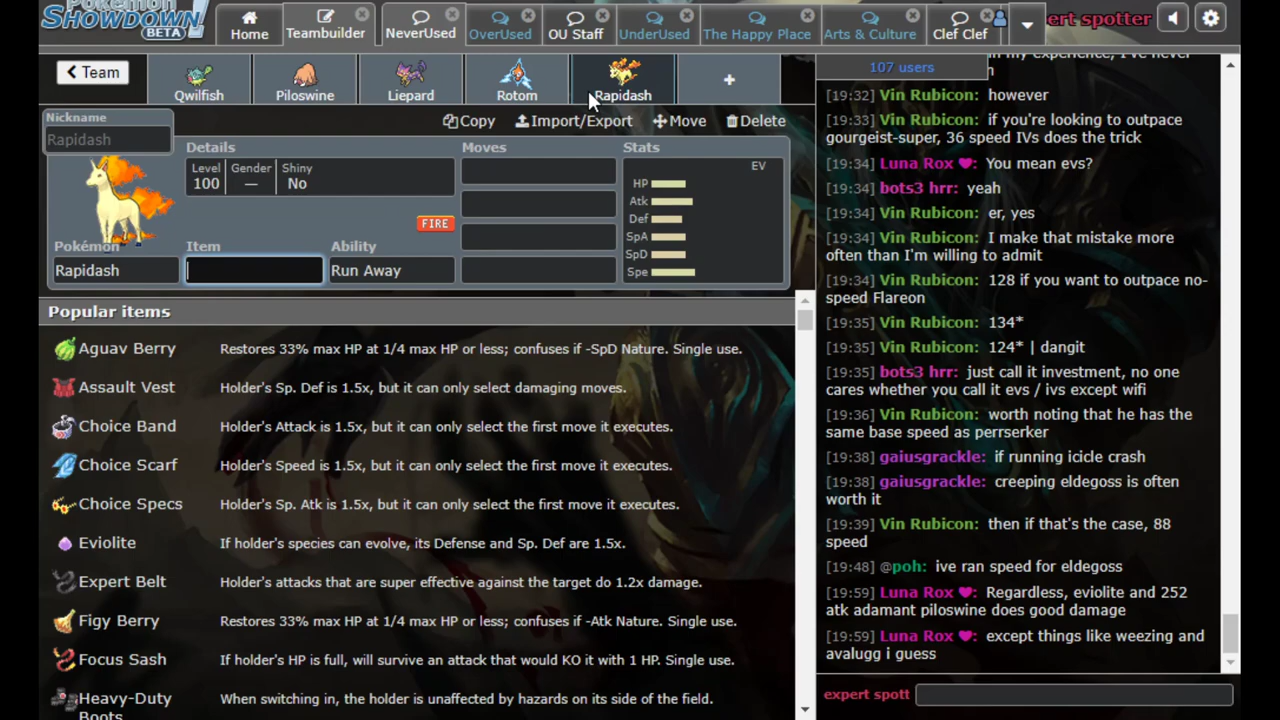 Pokémon
SHOWDOWN!
BETA
Home
Teambuilder
NeverUsed
OverUsed
OU Staff
UnderUsed
The Happy Place
Arts & Culture
Clef Clef
ert spotter
Team
Qwilfish
Piloswine
Liepard
Rotom
Rapidash
+
Copy
Import/Export
Move
Delete
Nickname
Rapidash
Details
Level
100
Gender
—
Shiny
No
FIRE
Pokémon
Rapidash
Item
Ability
Run Away
Moves
Stats
EV
HP
Atk
Def
SpA
SpD
Spe
Popular items
Aguav Berry Restores 33% max HP at 1/4 max HP or less; confuses if -SpD Nature. Single use.
Assault Vest Holder's Sp. Def is 1.5x, but it can only select damaging moves.
Choice Band Holder's Attack is 1.5x, but it can only select the first move it executes.
Choice Scarf Holder's Speed is 1.5x, but it can only select the first move it executes.
Choice Specs Holder's Sp. Atk is 1.5x, but it can only select the first move it executes.
Eviolite If holder's species can evolve, its Defense and Sp. Def are 1.5x.
Expert Belt Holder's attacks that are super effective against the target do 1.2x damage.
Figy Berry Restores 33% max HP at 1/4 max HP or less; confuses if -Atk Nature. Single use.
Focus Sash If holder's HP is full, will survive an attack that would KO it with 1 HP. Single use.
Heavy-Duty When switching in, the holder is unaffected by hazards on its side of the field.
Boots
107 users
[19:32] Vin Rubicon: however
[19:33] Vin Rubicon: if you're looking to outpace
gourgeist-super, 36 speed IVs does the trick
[19:34] Luna Rox ♥: You mean evs?
[19:34] bots3 hrr: yeah
[19:34] Vin Rubicon: er, yes
[19:34] Vin Rubicon: I make that mistake more
often than I'm willing to admit
[19:34] Vin Rubicon: 128 if you want to outpace no-
speed Flareon
[19:35] Vin Rubicon: 134*
[19:35] Vin Rubicon: 124* | dangit
[19:35] bots3 hrr: just call it investment, no one
cares whether you call it evs / ivs except wifi
[19:36] Vin Rubicon: worth noting that he has the
same base speed as perrserker
[19:38] gaiusgrackle: if running icicle crash
[19:38] gaiusgrackle: creeping eldegoss is often
worth it
[19:39] Vin Rubicon: then if that's the case, 88
speed
[19:48] @poh: ive ran speed for eldegoss
[19:59] Luna Rox ♥: Regardless, eviolite and 252
atk adamant piloswine does good damage
[19:59] Luna Rox ♥: except things like weezing and
avalugg i guess
expert spott